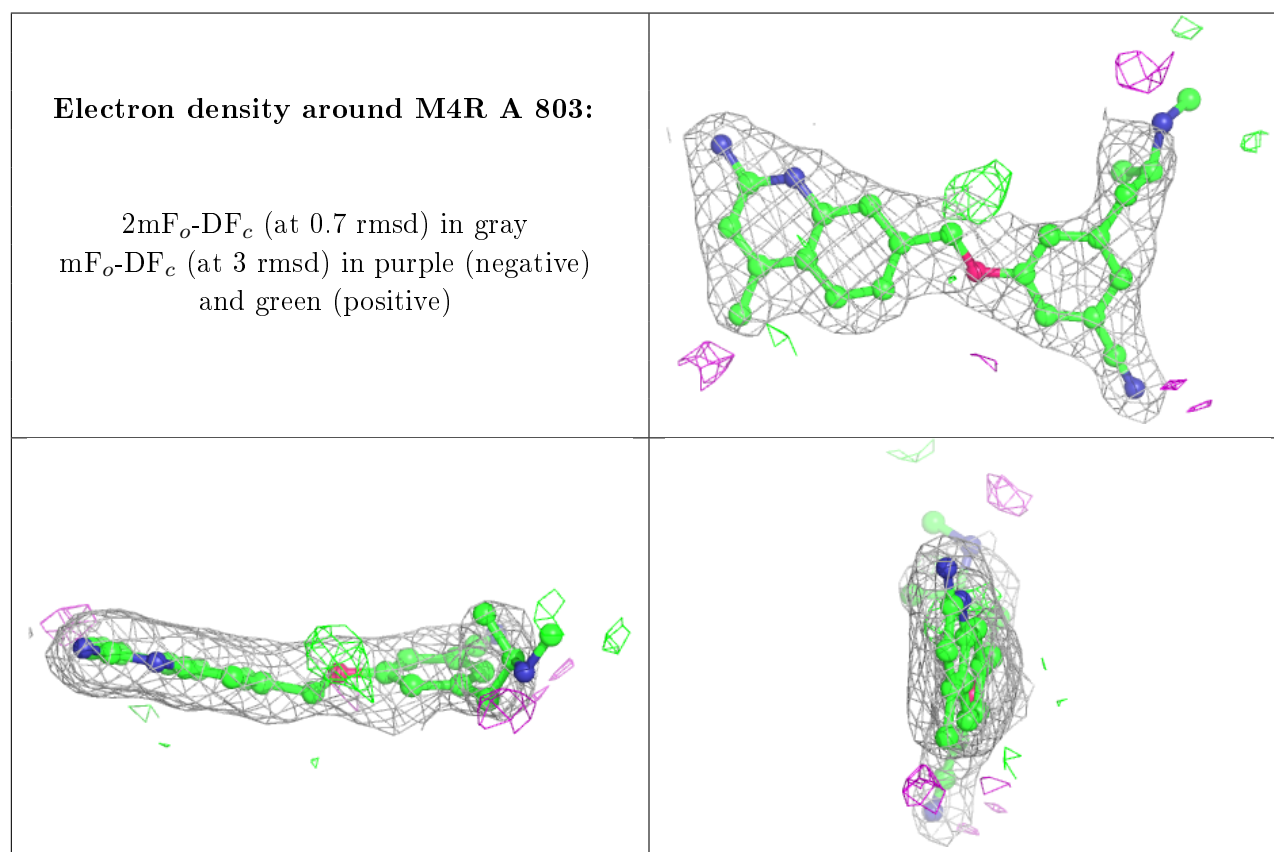 Electron density around M4R A 803:
2mFₒ-DF𝒸 (at 0.7 rmsd) in gray
mFₒ-DF𝒸 (at 3 rmsd) in purple (negative)
and green (positive)